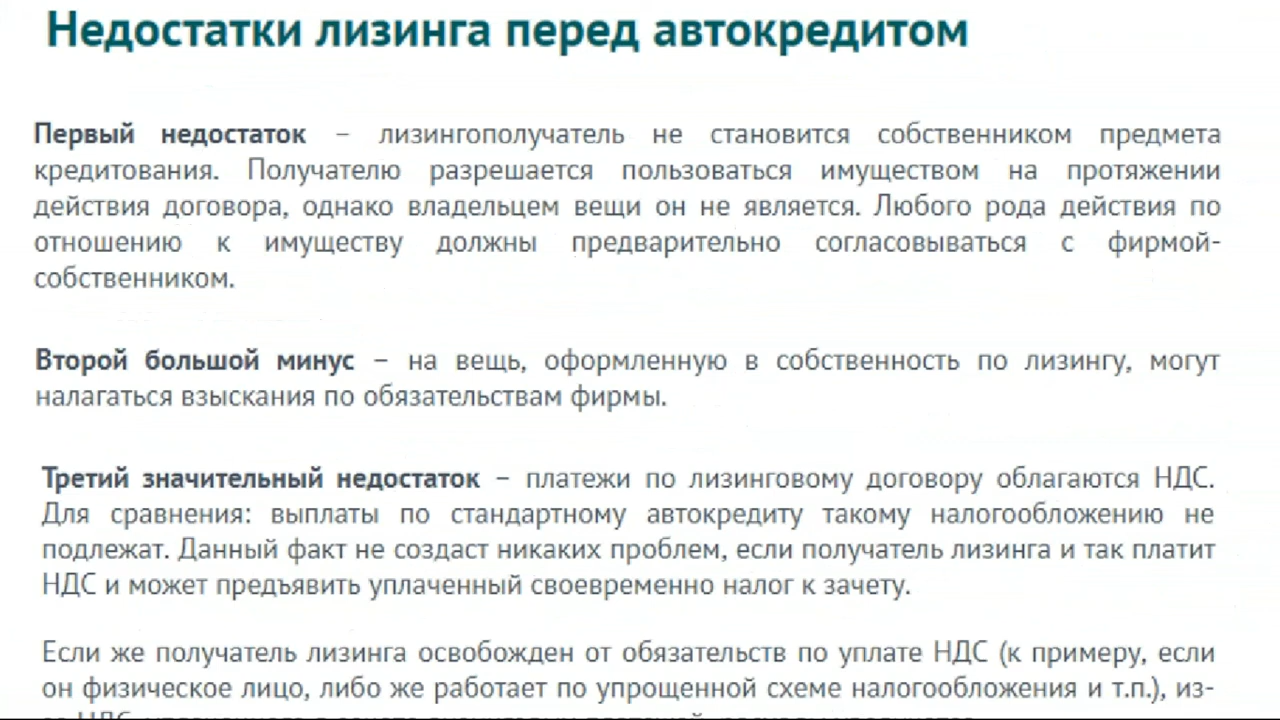 Недостатки лизинга перед автокредитом
Первый недостаток – лизингополучатель не становится собственником предмета
кредитования. Получателю разрешается пользоваться имуществом на протяжении
действия договора, однако владельцем вещи он не является. Любого рода действия по
отношению к имуществу должны предварительно согласовываться с фирмой-
собственником.
Второй большой минус – на вещь, оформленную в собственность по лизингу, могут
налагаться взыскания по обязательствам фирмы.
Третий значительный недостаток – платежи по лизинговому договору облагаются НДС.
Для сравнения: выплаты по стандартному автокредиту такому налогообложению не
подлежат. Данный факт не создаст никаких проблем, если получатель лизинга и так платит
НДС и может предъявить уплаченный своевременно налог к зачету.
Если же получатель лизинга освобожден от обязательств по уплате НДС (к примеру, если
он физическое лицо, либо же работает по упрощенной схеме налогообложения и т.п.), из-